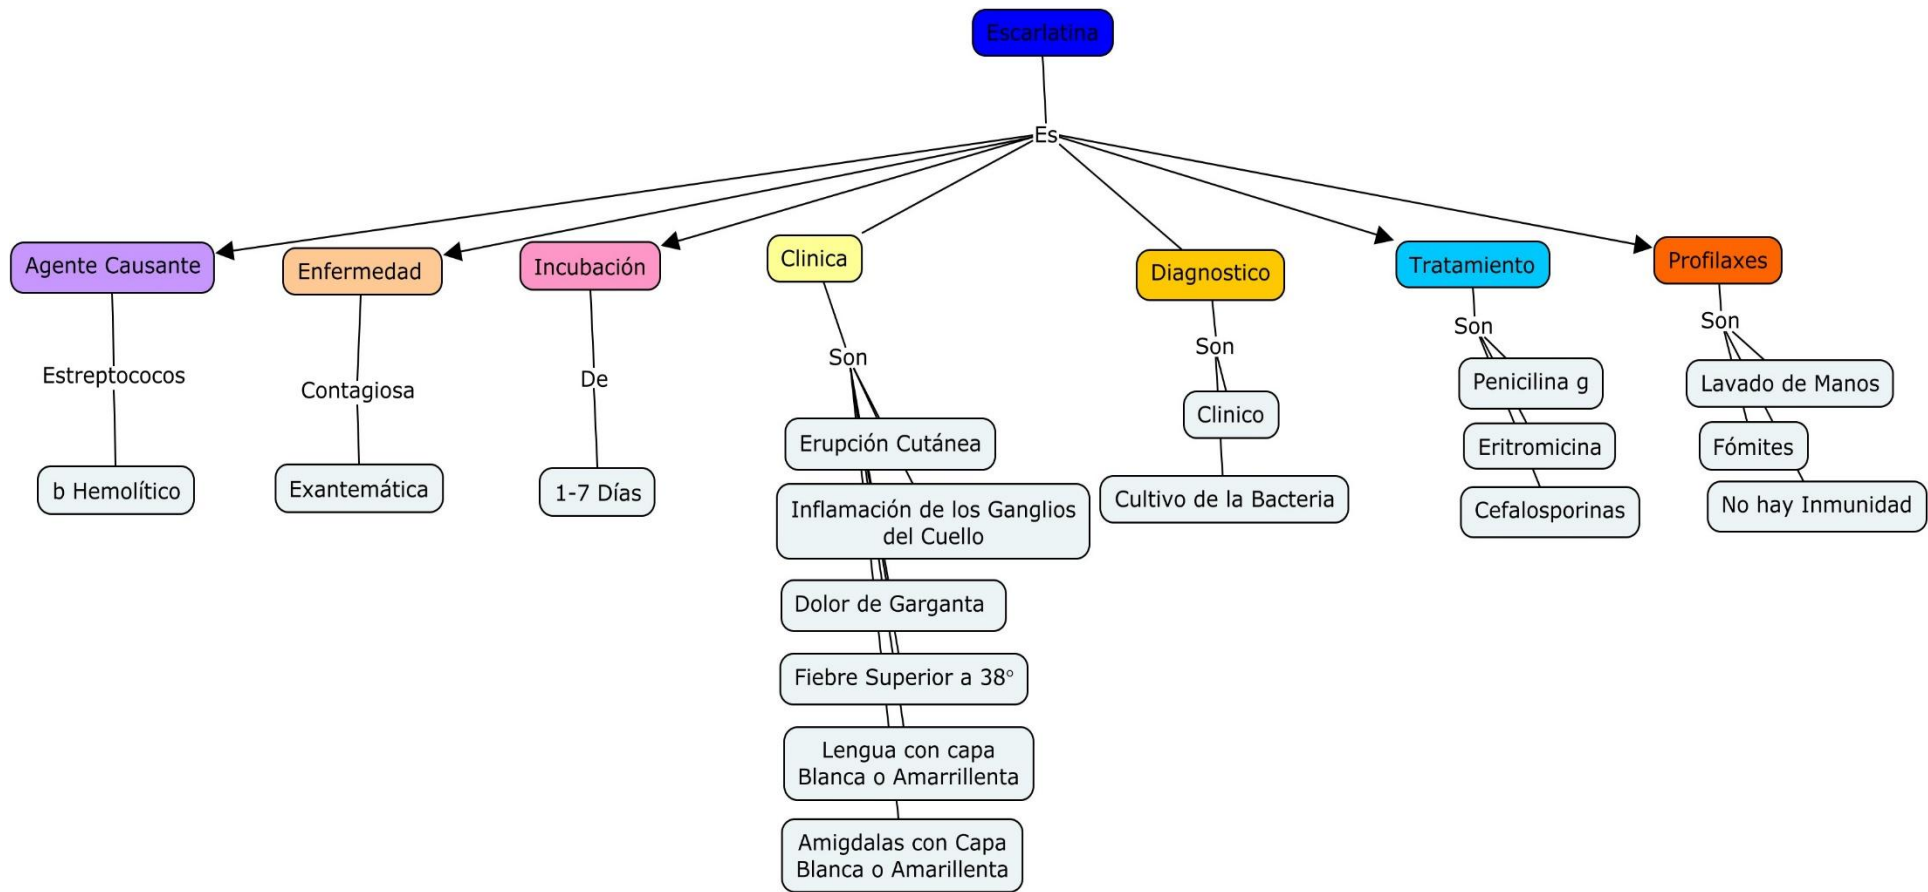 Escarlatina
Es
Agente Causante
Enfermedad
Incubación
Clinica
Diagnostico
Tratamiento
Profilaxes
Estreptococos
b Hemolítico
Contagiosa
Exantemática
De
1-7 Días
Son
Erupción Cutánea
Inflamación de los Ganglios
del Cuello
Dolor de Garganta
Fiebre Superior a 38°
Lengua con capa
Blanca o Amarrillenta
Amigdalas con Capa
Blanca o Amarillenta
Son
Clinico
Cultivo de la Bacteria
Son
Penicilina g
Eritromicina
Cefalosporinas
Son
Lavado de Manos
Fómites
No hay Inmunidad